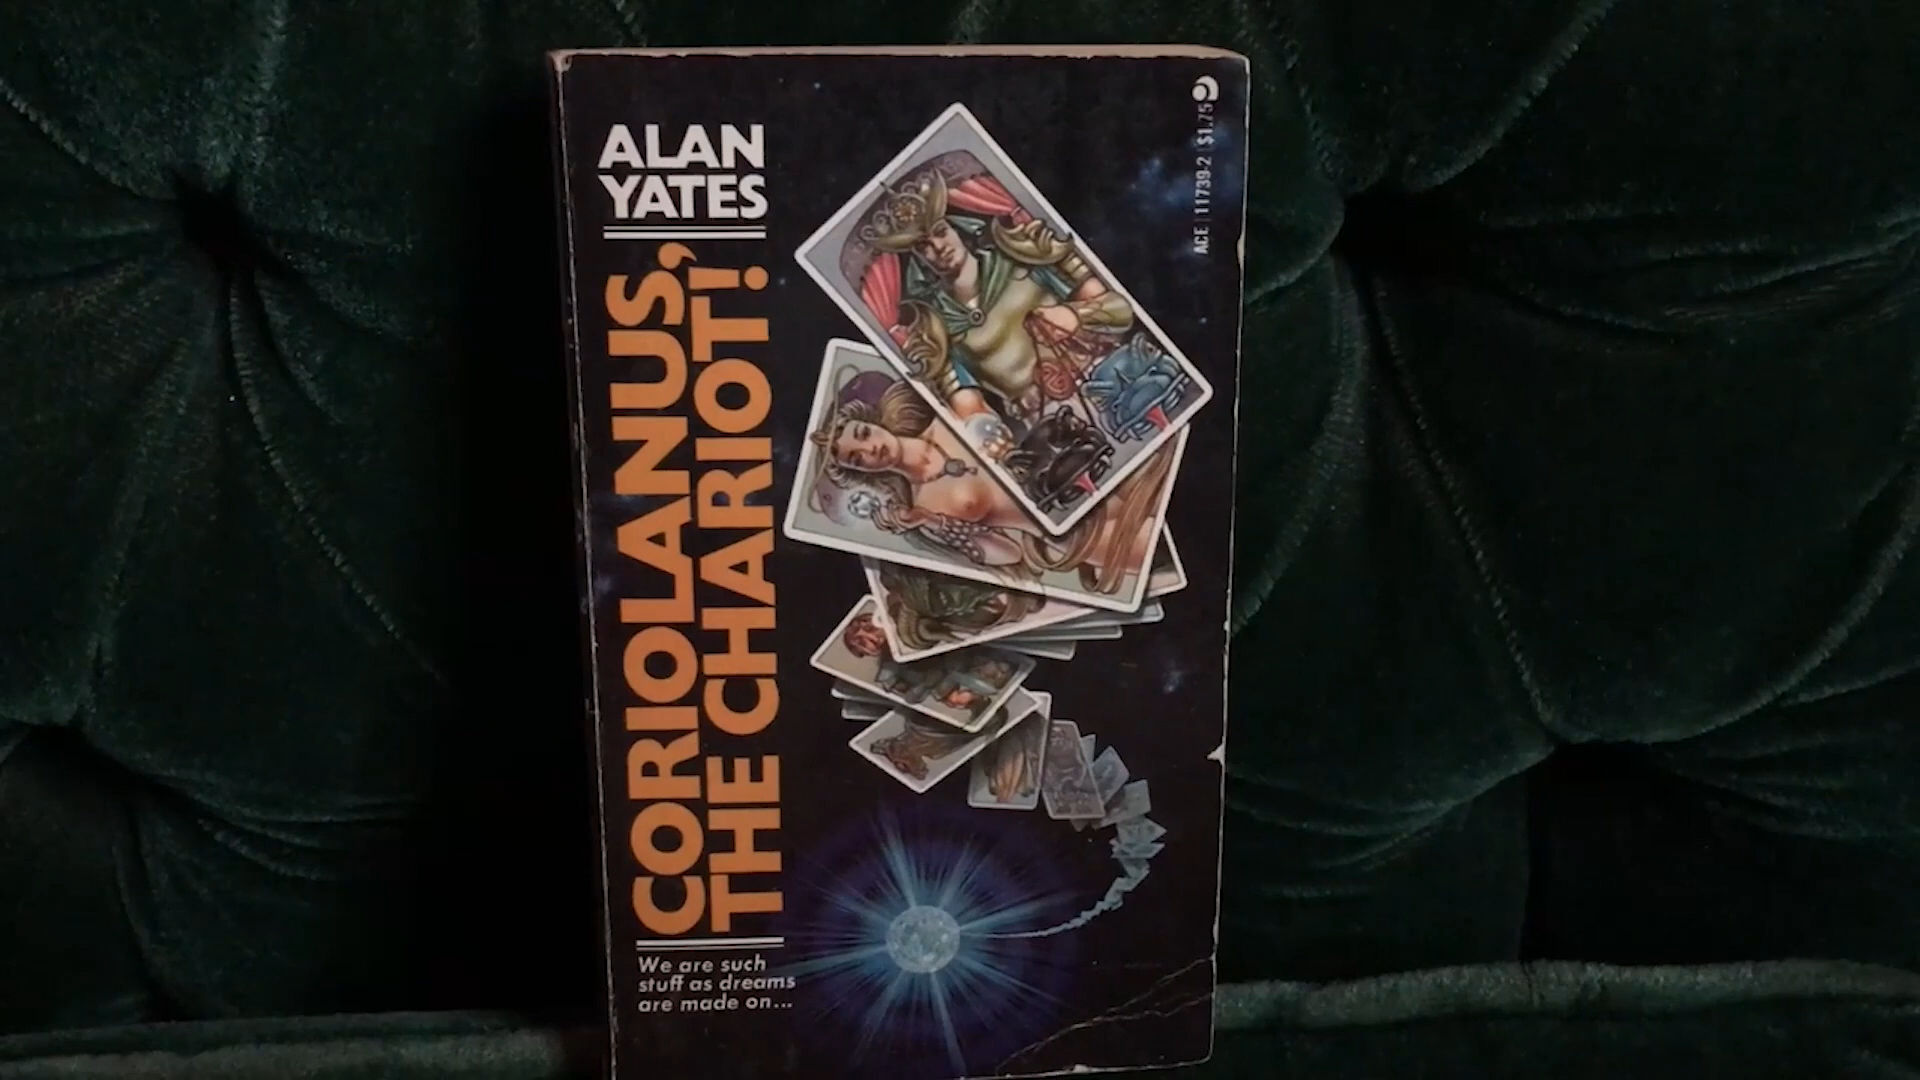 ALAN
YATES
CORIOLANUS,
THE CHARIOT!
We are such
stuff as dreams
are made on...
ACE | 11739-2 | $1.75